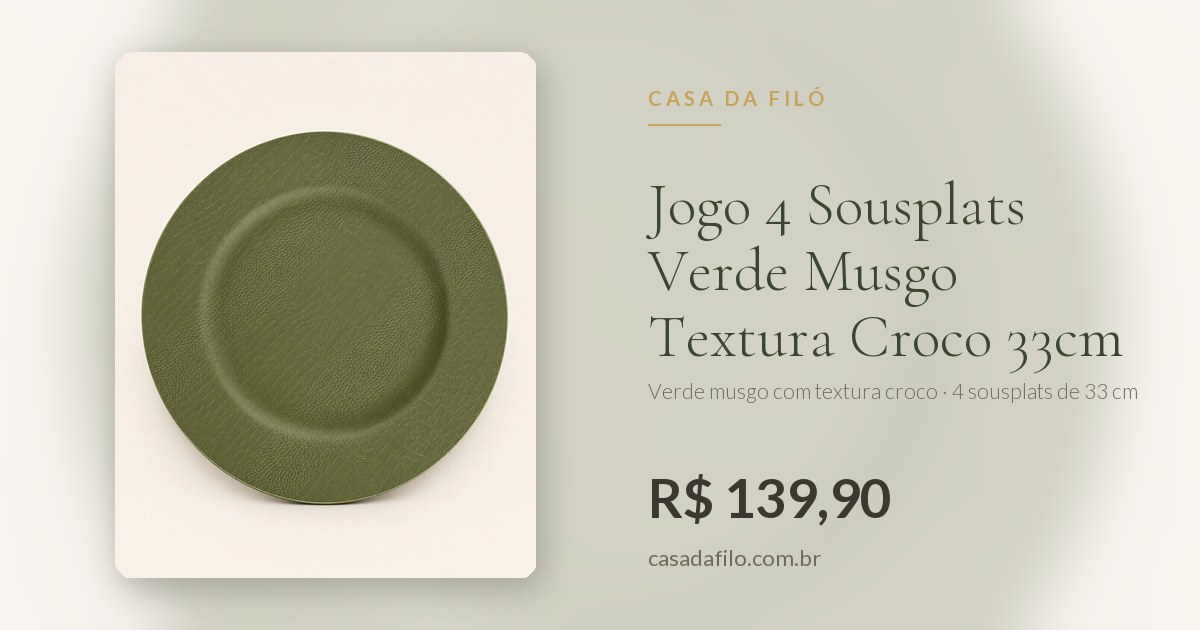 CASA DA FILÓ
Jogo 4 Sousplats
Verde Musgo
Textura Croco 33cm
Verde musgo com textura croco · 4 sousplats de 33 cm
R$ 139,90
casadafilo.com.br